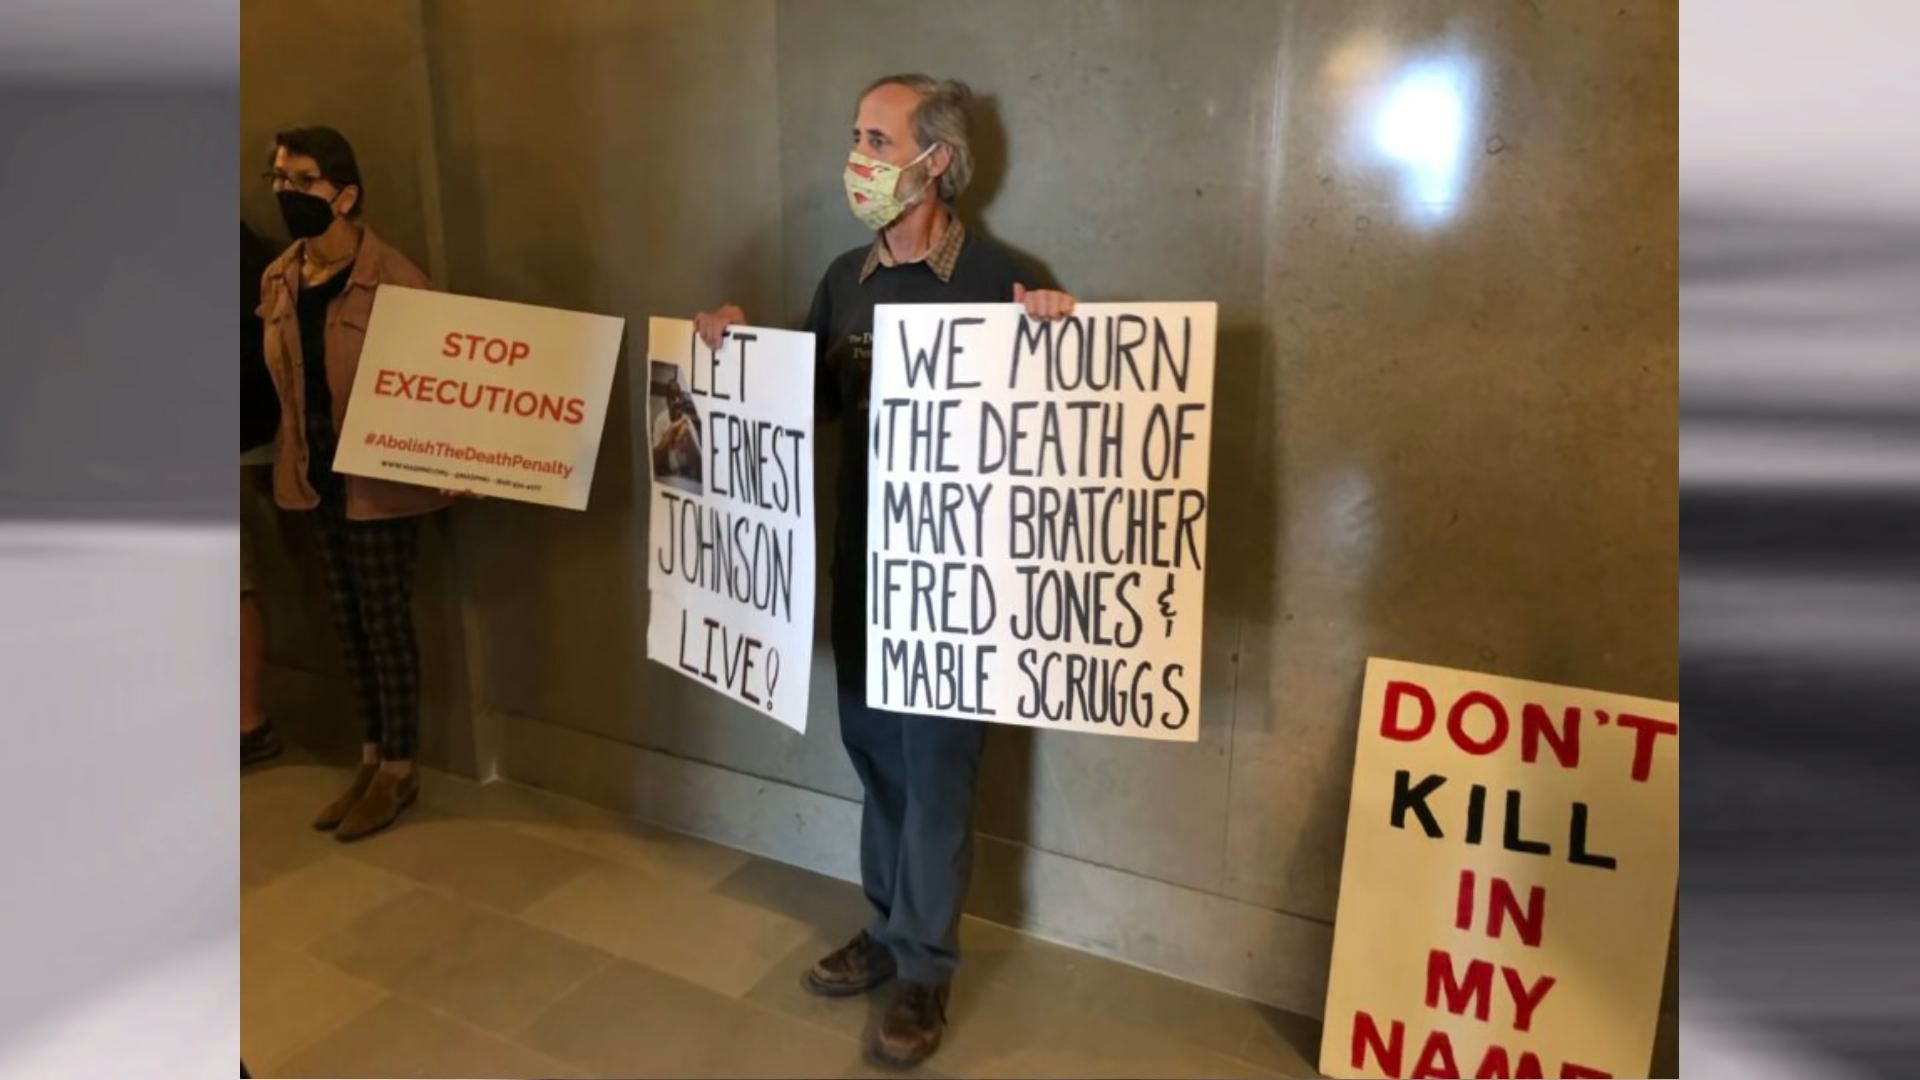 STOP
EXECUTIONS
#AbolishTheDeathPenalty
LET
ERNEST
JOHNSON
LIVE!
WE MOURN
THE DEATH OF
MARY BRATCHER
FRED JONES &
MABLE SCRUGGS
DON'T
KILL
IN
MY
NAME